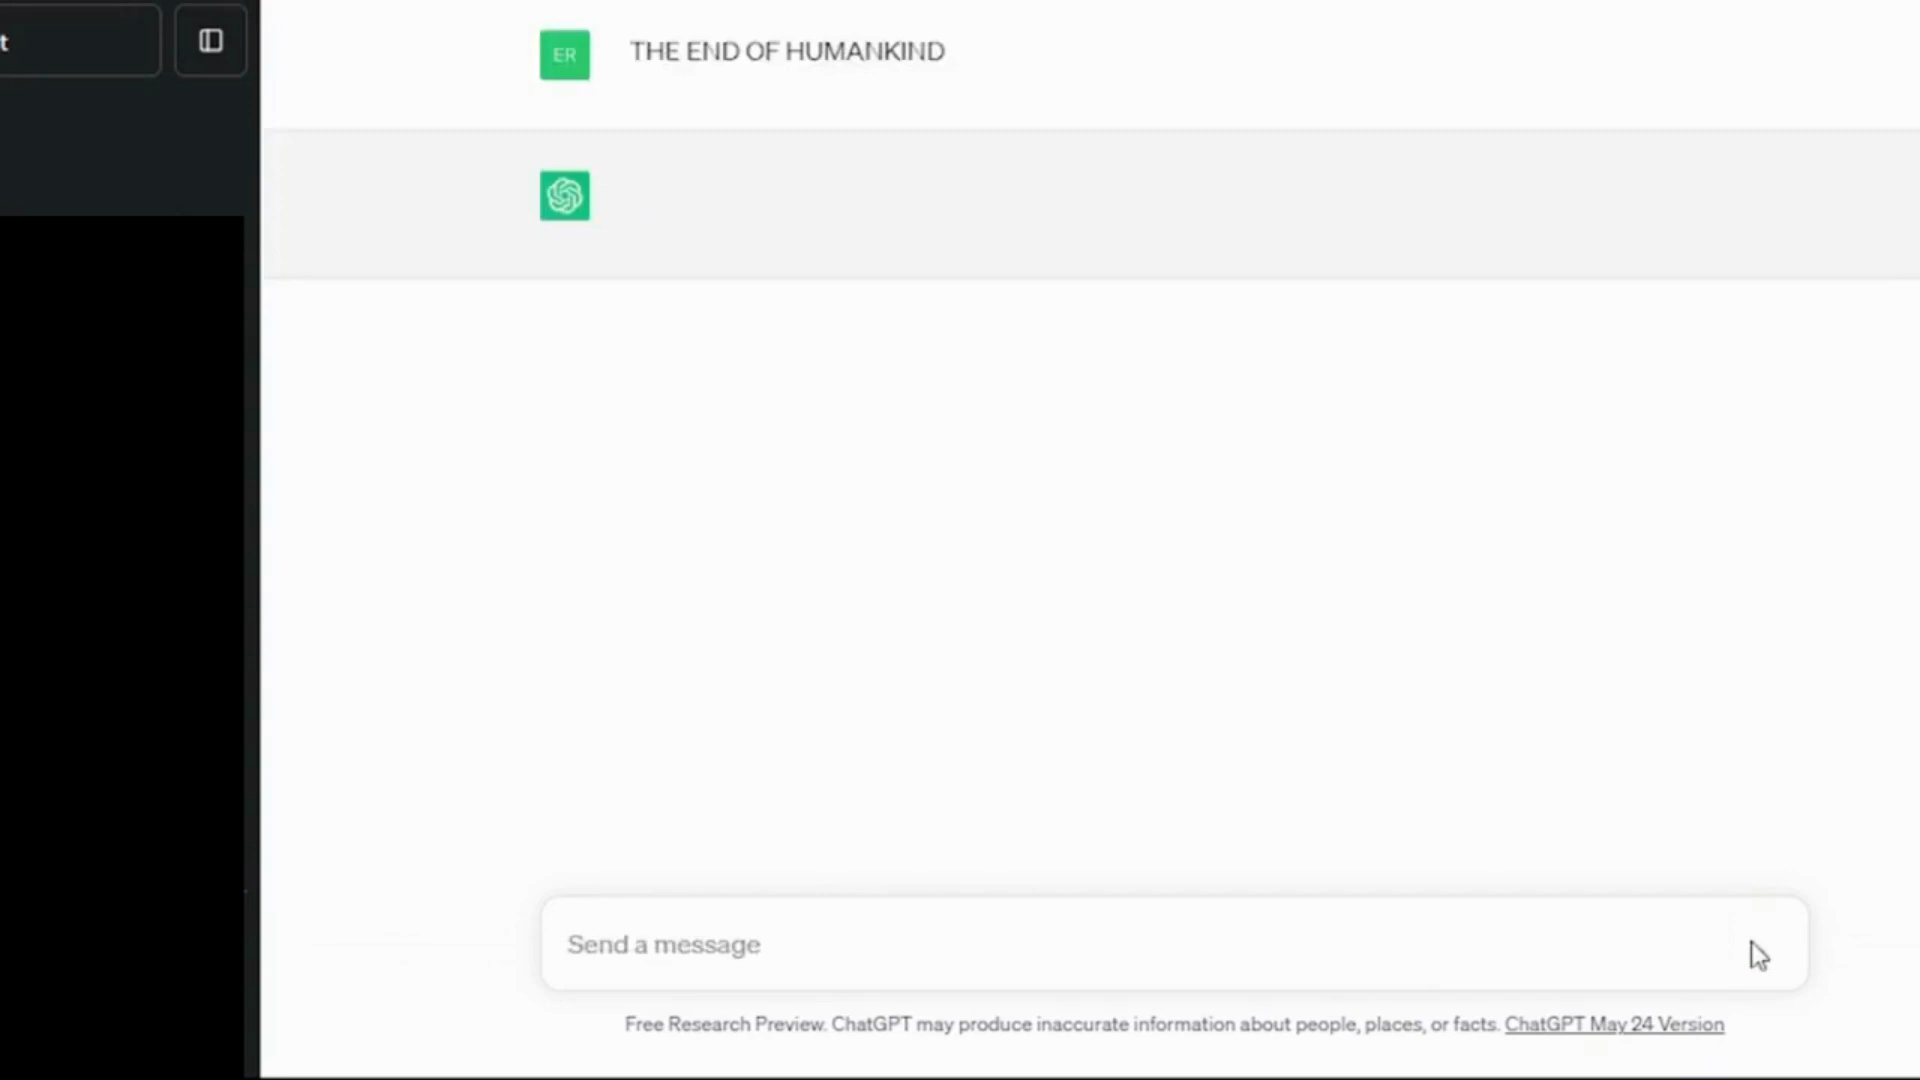 t
ER
THE END OF HUMANKIND
Send a message
Free Research Preview. ChatGPT may produce inaccurate information about people, places, or facts. ChatGPT May 24 Version